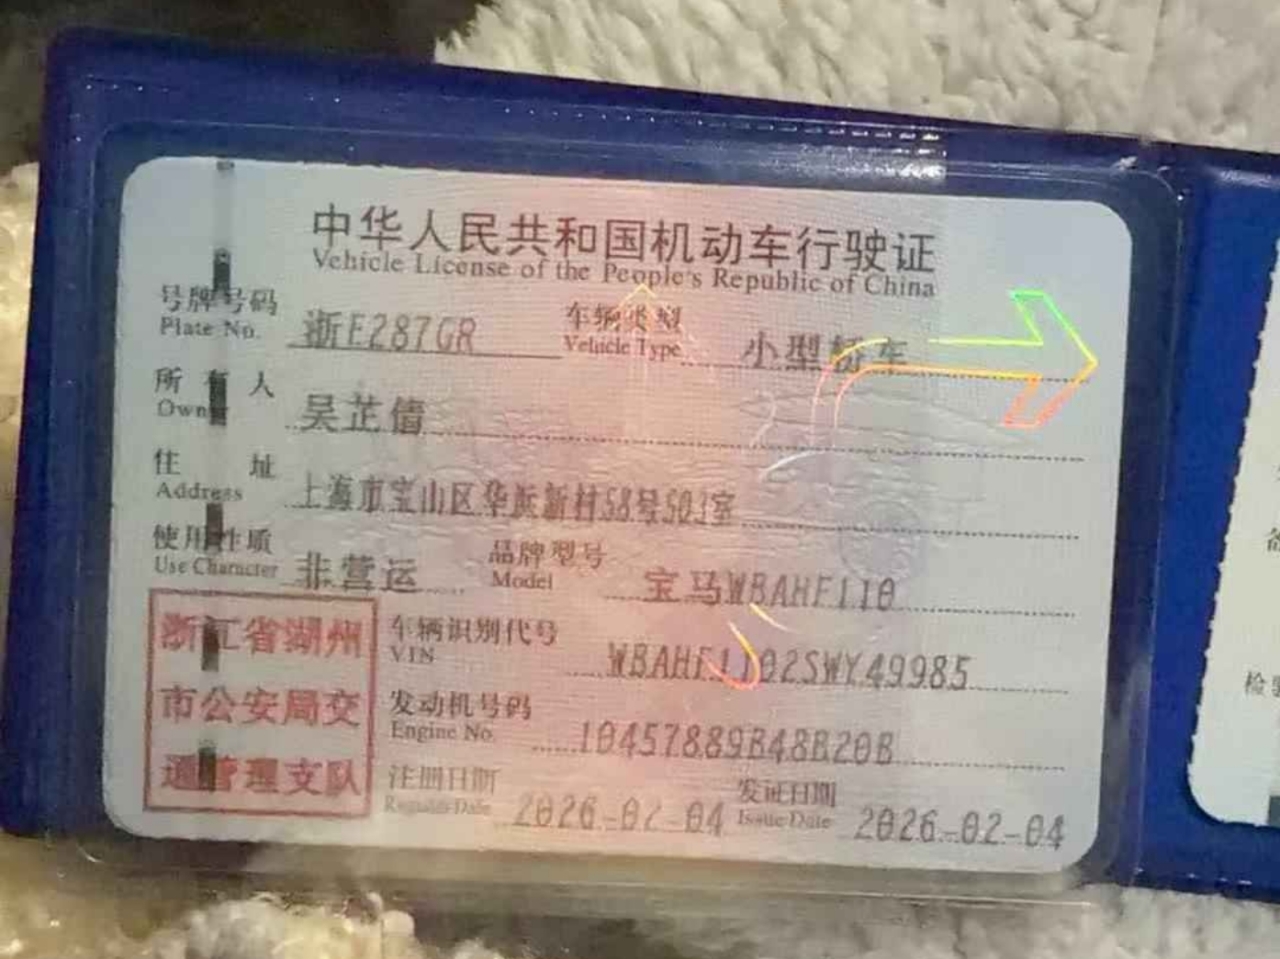 中华人民共和国机动车行驶证
Vehicle License of the People's Republic of China
号牌号码 浙E287GR 车辆类型 小型轿车
Plate No. Vehicle Type
所有人 吴芷倩
Owner
住址 上海市宝山区华浜新村58号503室
Address
使用性质 非营运 品牌型号 宝马WBAHF110
Use Character Model
浙江省湖州
市公安局交
通管理支队
车辆识别代号 WBAHF1102SWY49985
VIN
发动机号码 10457889B48B20B
Engine No.
注册日期 2026-02-04 发证日期 2026-02-04
Register Date Issue Date